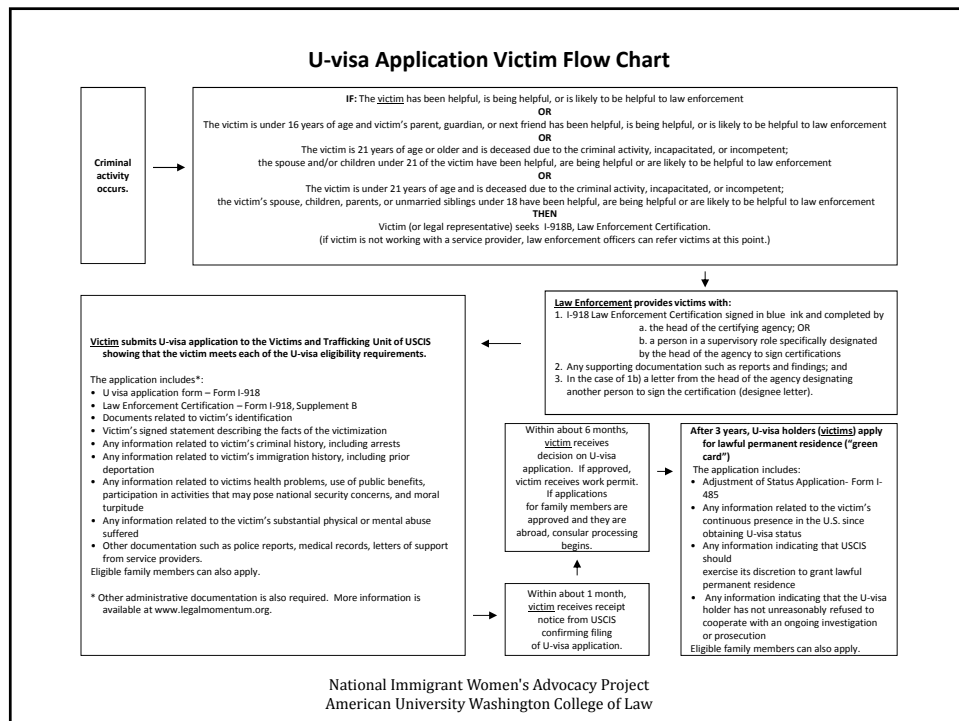 U-visa Application Victim Flow Chart
Criminal
activity
occurs.
IF: The victim has been helpful, is being helpful, or is likely to be helpful to law enforcement
OR
The victim is under 16 years of age and victim's parent, guardian, or next friend has been helpful, is being helpful, or is likely to be helpful to law enforcement
OR
The victim is 21 years of age or older and is deceased due to the criminal activity, incapacitated, or incompetent;
the spouse and/or children under 21 of the victim have been helpful, are being helpful or are likely to be helpful to law enforcement
OR
The victim is under 21 years of age and is deceased due to the criminal activity, incapacitated, or incompetent;
the victim's spouse, children, parents, or unmarried siblings under 18 have been helpful, are being helpful or are likely to be helpful to law enforcement
THEN
Victim (or legal representative) seeks I-918B, Law Enforcement Certification.
(if victim is not working with a service provider, law enforcement officers can refer victims at this point.)
Law Enforcement provides victims with:
1. I-918 Law Enforcement Certification signed in blue ink and completed by
a. the head of the certifying agency; OR
b. a person in a supervisory role specifically designated
by the head of the agency to sign certifications
2. Any supporting documentation such as reports and findings; and
3. In the case of 1b) a letter from the head of the agency designating
another person to sign the certification (designee letter).
Victim submits U-visa application to the Victims and Trafficking Unit of USCIS
showing that the victim meets each of the U-visa eligibility requirements.
The application includes*:
• U visa application form – Form I-918
• Law Enforcement Certification – Form I-918, Supplement B
• Documents related to victim's identification
• Victim's signed statement describing the facts of the victimization
• Any information related to victim's criminal history, including arrests
• Any information related to victim's immigration history, including prior
deportation
• Any information related to victims health problems, use of public benefits,
participation in activities that may pose national security concerns, and moral
turpitude
• Any information related to the victim's substantial physical or mental abuse
suffered
• Other documentation such as police reports, medical records, letters of support
from service providers.
Eligible family members can also apply.
* Other administrative documentation is also required. More information is
available at www.legalmomentum.org.
Within about 1 month,
victim receives receipt
notice from USCIS
confirming filing
of U-visa application.
Within about 6 months,
victim receives
decision on U-visa
application. If approved,
victim receives work permit.
If applications
for family members are
approved and they are
abroad, consular processing
begins.
After 3 years, U-visa holders (victims) apply
for lawful permanent residence ("green
card")
The application includes:
• Adjustment of Status Application- Form I-
485
• Any information related to the victim's
continuous presence in the U.S. since
obtaining U-visa status
• Any information indicating that USCIS
should
exercise its discretion to grant lawful
permanent residence
• Any information indicating that the U-visa
holder has not unreasonably refused to
cooperate with an ongoing investigation
or prosecution
Eligible family members can also apply.
National Immigrant Women's Advocacy Project
American University Washington College of Law